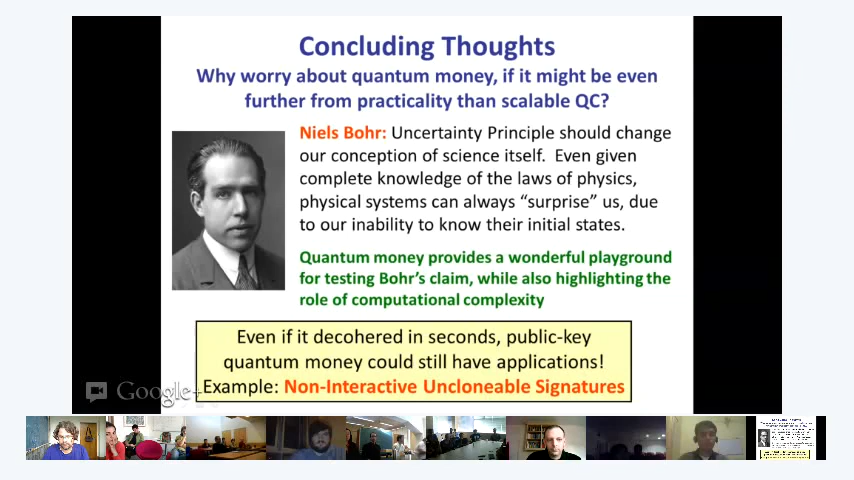 Concluding Thoughts
Why worry about quantum money, if it might be even
further from practicality than scalable QC?
Niels Bohr: Uncertainty Principle should change
our conception of science itself. Even given
complete knowledge of the laws of physics,
physical systems can always “surprise” us, due
to our inability to know their initial states.
Quantum money provides a wonderful playground
for testing Bohr’s claim, while also highlighting the
role of computational complexity
Even if it decohered in seconds, public-key
quantum money could still have applications!
Example: Non-Interactive Uncloneable Signatures
Google+